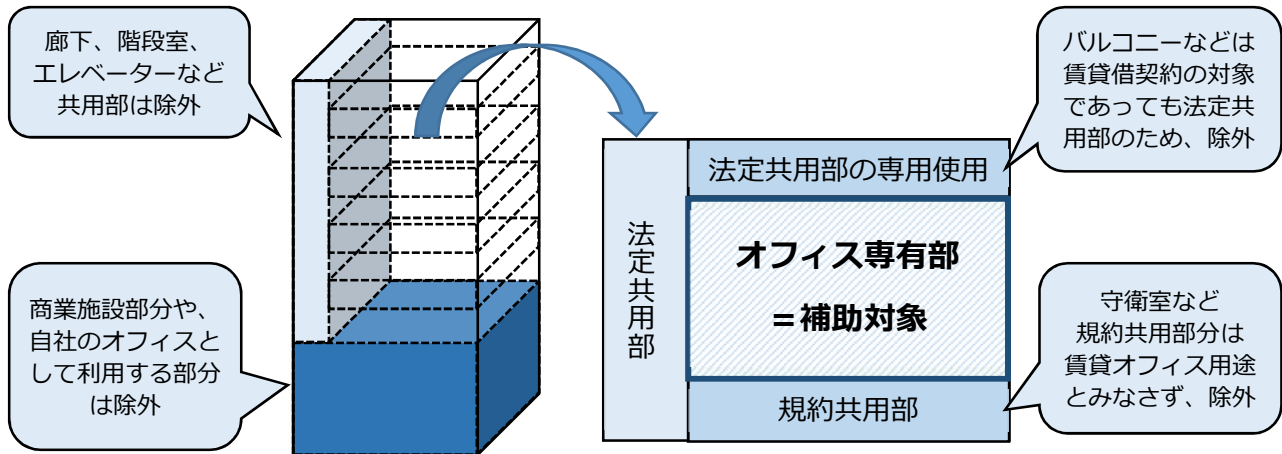 廊下、階段室、
エレベーターなど
共用部は除外
商業施設部分や、
自社のオフィスと
して利用する部分
は除外
法定共用部
法定共用部の専用使用
オフィス専有部
＝補助対象
規約共用部
バルコニーなどは
賃貸借契約の対象
であっても法定共
用部のため、除外
守衛室など
規約共用部分は
賃貸オフィス用途
とみなさず、除外